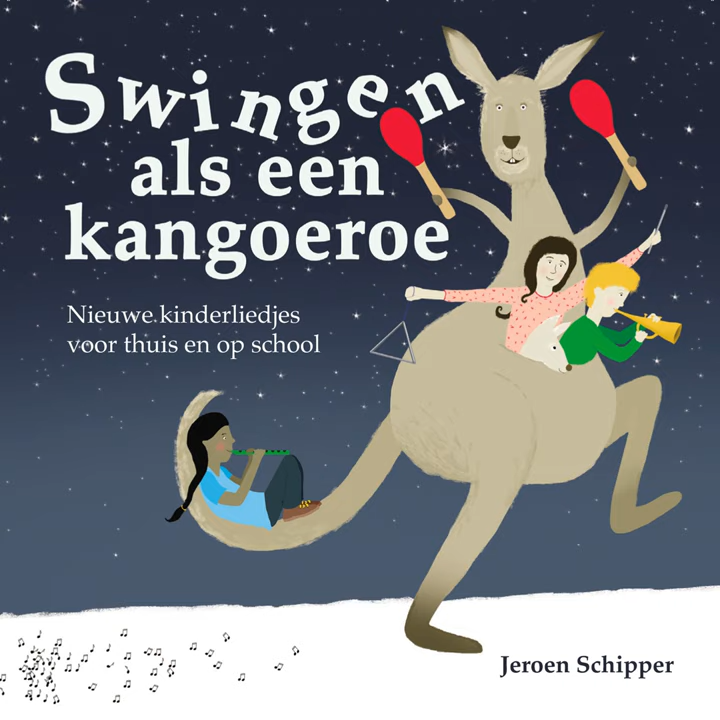 Swingen
als een
kangoeroe
Nieuwe kinderliedjes
voor thuis en op school
Jeroen Schipper